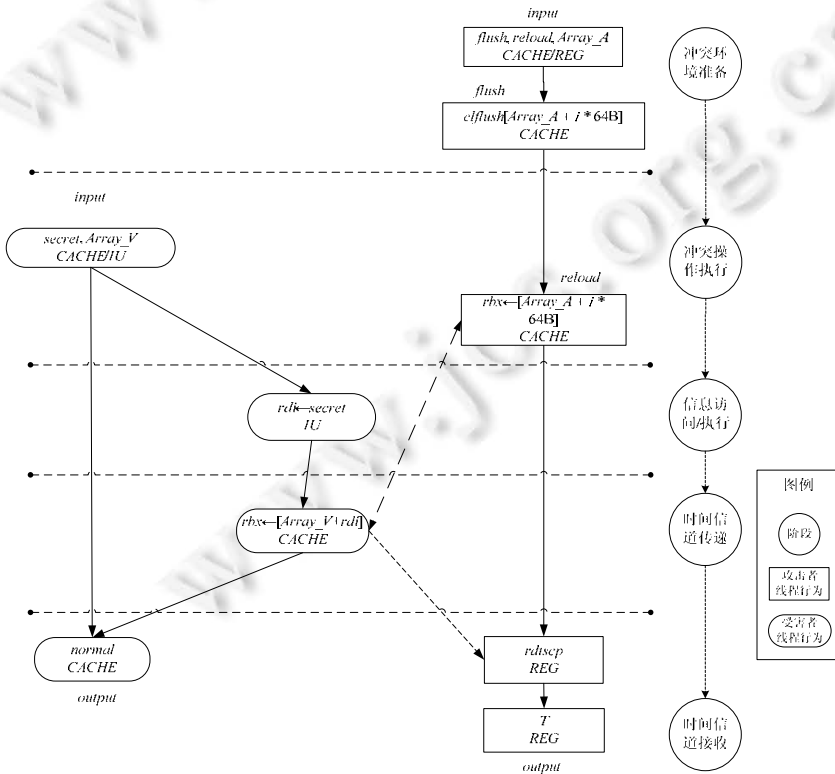 input
flush, reload, Array_A
CACHE/REG
冲突环
境准备
flush
clflush[Array_A + i * 64B]
CACHE
input
secret, Array_V
CACHE/IU
冲突操
作执行
reload
rbx←[Array_A + i *
64B]
CACHE
rdi←secret
IU
信息访
问/执行
图例
rbx←[Array_V+rdi]
CACHE
时间信
道传递
阶段
攻击者
线程行为
受害者
线程行为
normal
CACHE
output
rdtscp
REG
T
REG
output
时间信
道接收